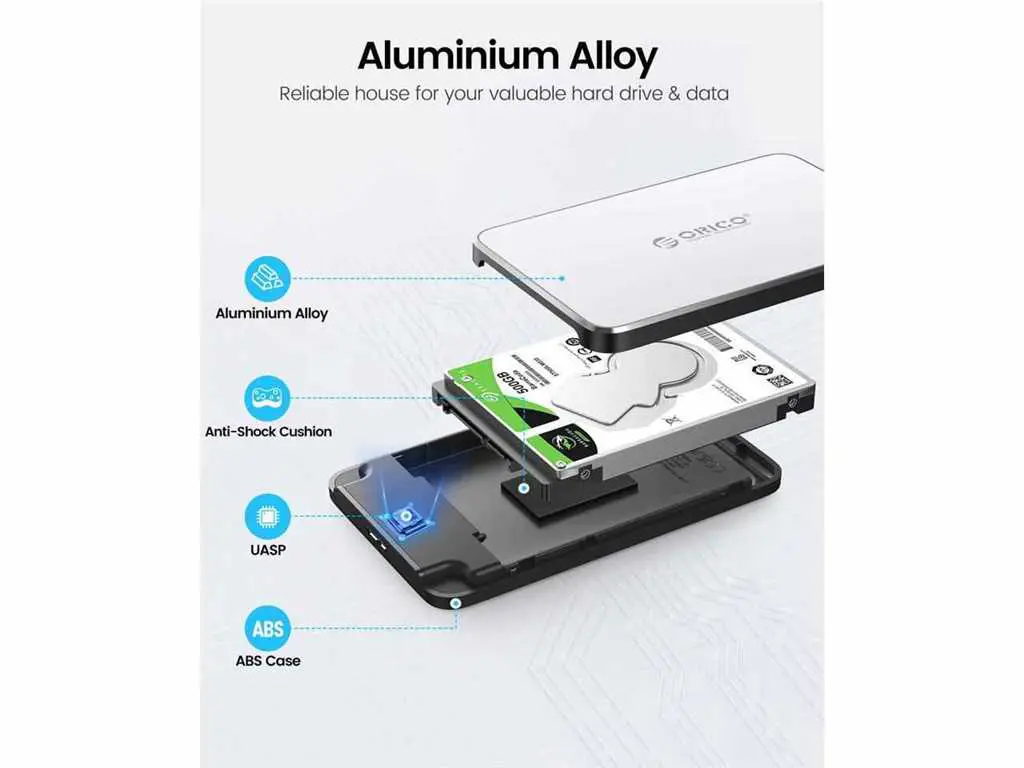 Aluminium Alloy
Reliable house for your valuable hard drive & data
ORICO
Aluminium Alloy
500GB
BarraCuda
Anti-Shock Cushion
UASP
ABS
ABS Case